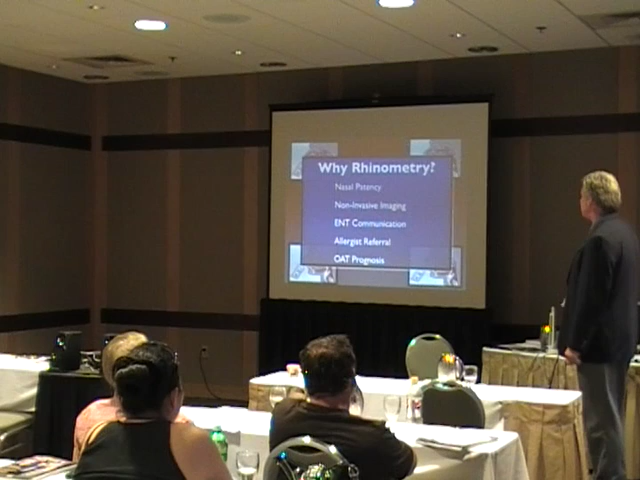 Why Rhinometry?
Nasal Patency
Non-Invasive Imaging
ENT Communication
Allergist Referral
OAT Prognosis